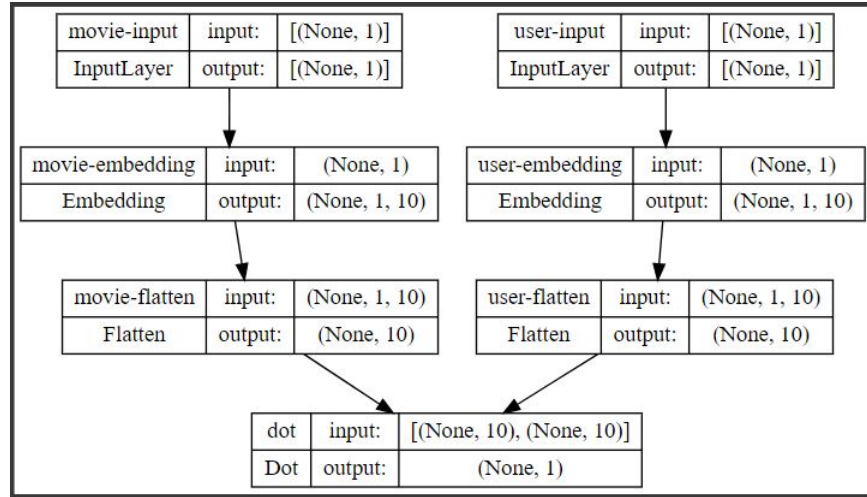 movie-input input: [(None, 1)]
InputLayer output: [(None, 1)]
user-input input: [(None, 1)]
InputLayer output: [(None, 1)]
movie-embedding input: (None, 1)
Embedding output: (None, 1, 10)
user-embedding input: (None, 1)
Embedding output: (None, 1, 10)
movie-flatten input: (None, 1, 10)
Flatten output: (None, 10)
user-flatten input: (None, 1, 10)
Flatten output: (None, 10)
dot input: [(None, 10), (None, 10)]
Dot output: (None, 1)